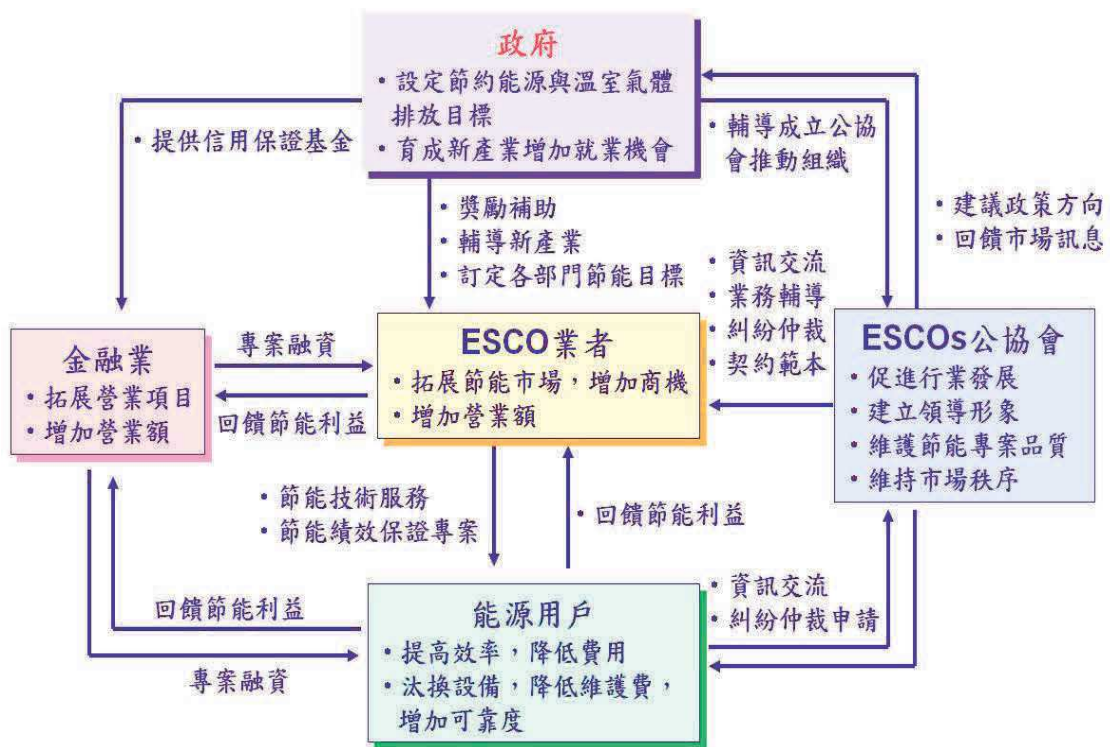 政府
• 設定節約能源與溫室氣體
排放目標
• 育成新產業增加就業機會
• 提供信用保證基金
• 輔導成立公協
會推動組織
• 獎勵補助
• 輔導新產業
• 訂定各部門節能目標
• 建議政策方向
• 回饋市場訊息
• 資訊交流
• 業務輔導
• 糾紛仲裁
• 契約範本
金融業
• 拓展營業項目
• 增加營業額
專案融資
回饋節能利益
ESCO業者
• 拓展節能市場，增加商機
• 增加營業額
ESCOs公協會
• 促進行業發展
• 建立領導形象
• 維護節能專案品質
• 維持市場秩序
• 節能技術服務
• 節能績效保證專案
• 回饋節能利益
回饋節能利益
專案融資
能源用戶
• 提高效率，降低費用
• 汰換設備，降低維護費，
增加可靠度
• 資訊交流
• 糾紛仲裁申請